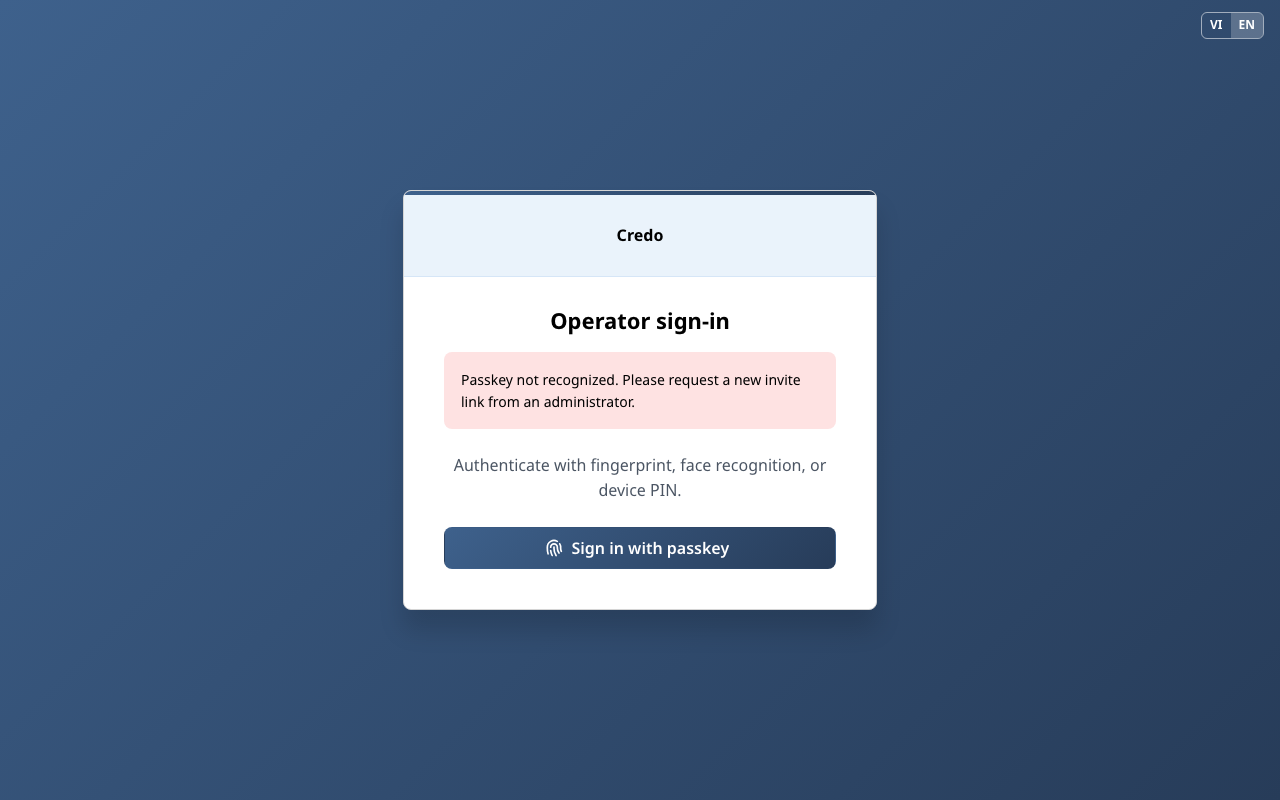 VI EN
Credo
Operator sign-in
Passkey not recognized. Please request a new invite
link from an administrator.
Authenticate with fingerprint, face recognition, or
device PIN.
Sign in with passkey